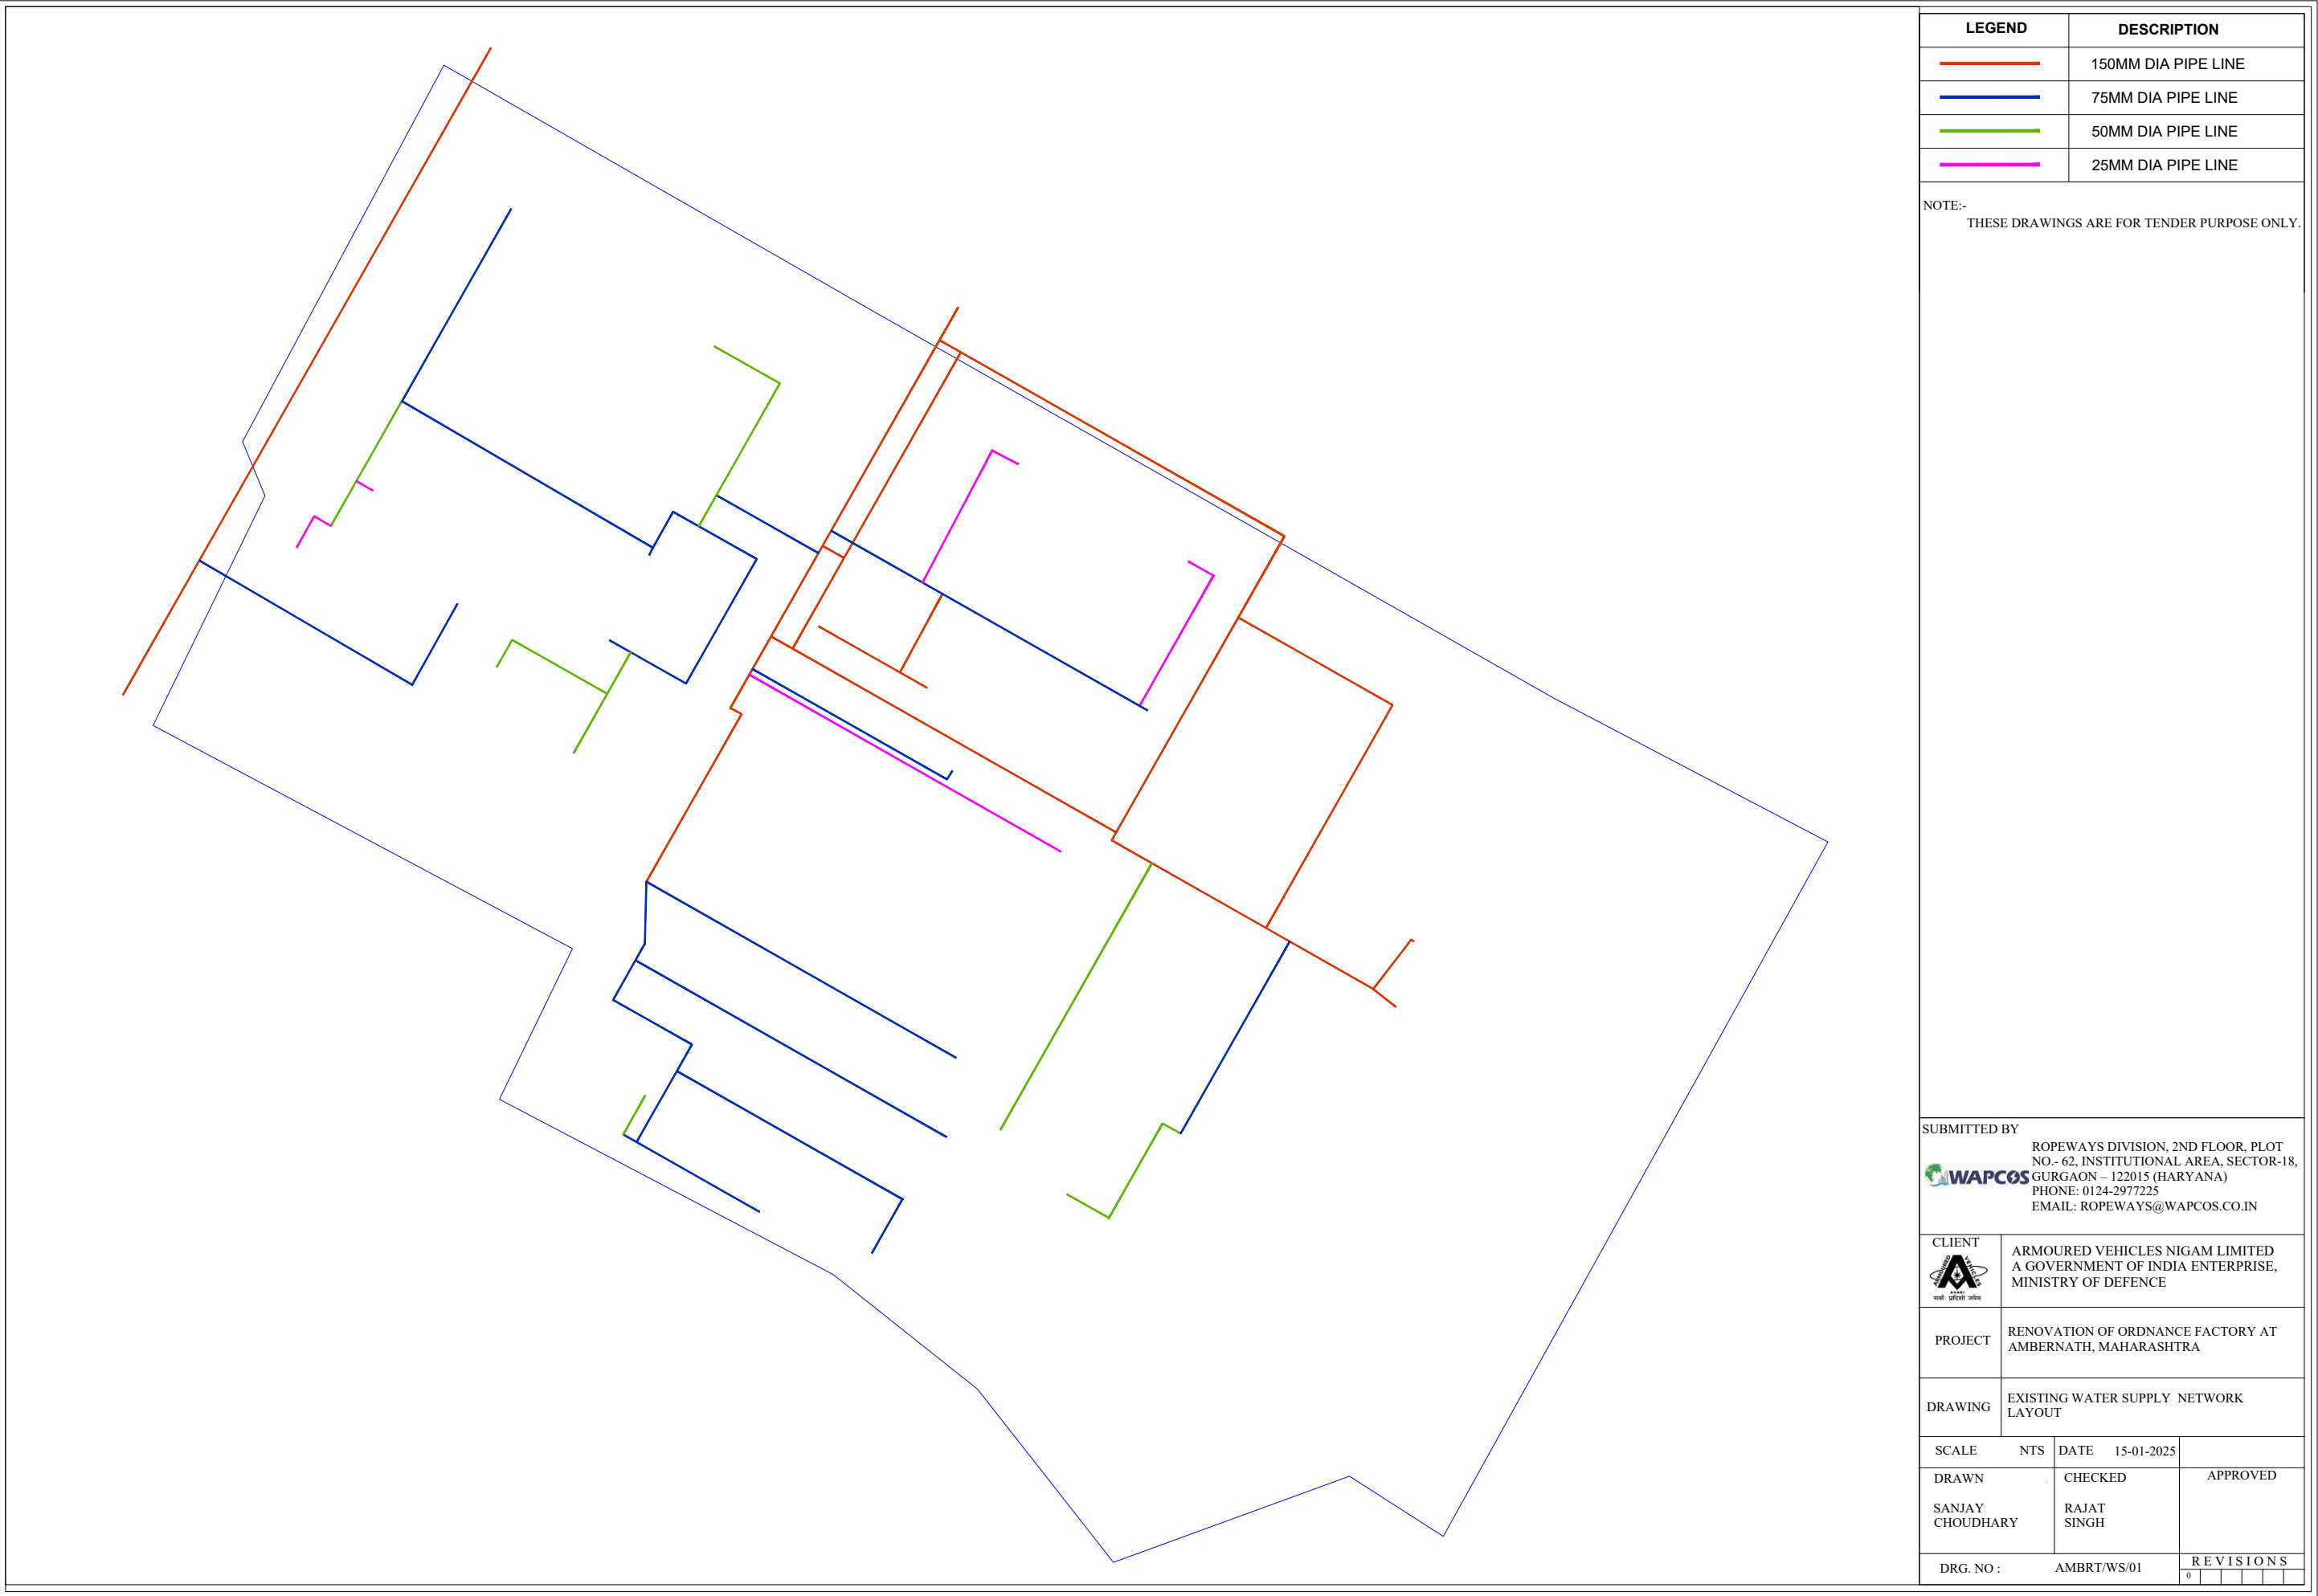 LEGEND DESCRIPTION
150MM DIA PIPE LINE
75MM DIA PIPE LINE
50MM DIA PIPE LINE
25MM DIA PIPE LINE
NOTE:-
THESE DRAWINGS ARE FOR TENDER PURPOSE ONLY.
SUBMITTED BY
WAPCOS
ROPEWAYS DIVISION, 2ND FLOOR, PLOT
NO.- 62, INSTITUTIONAL AREA, SECTOR-18,
GURGAON – 122015 (HARYANA)
PHONE: 0124-2977225
EMAIL: ROPEWAYS@WAPCOS.CO.IN
CLIENT
ARMOURED VEHICLES
ARMOURED VEHICLES NIGAM LIMITED
A GOVERNMENT OF INDIA ENTERPRISE,
MINISTRY OF DEFENCE
PROJECT
RENOVATION OF ORDNANCE FACTORY AT
AMBERNATH, MAHARASHTRA
DRAWING
EXISTING WATER SUPPLY NETWORK
LAYOUT
SCALE NTS DATE 15-01-2025
DRAWN CHECKED APPROVED
SANJAY
CHOUDHARY
RAJAT
SINGH
DRG. NO : AMBRT/WS/01
REVISIONS
0